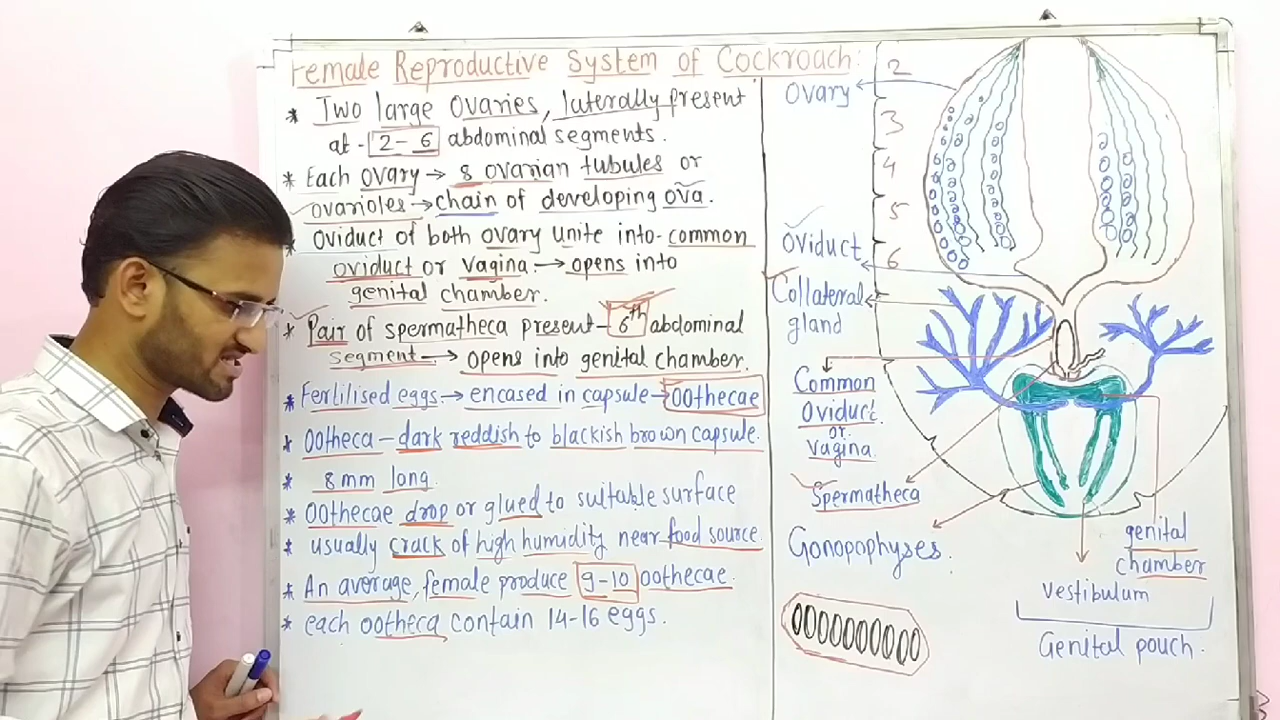 Female Reproductive System of Cockroach:
* Two large ovaries, laterally present
at - 2-6 abdominal segments.
* Each ovary → 8 ovarian tubules or
ovarioles → chain of developing ova.
* Oviduct of both ovary unite into- common
oviduct or vagina. → opens into
genital chamber.
* Pair of spermatheca present - 6th abdominal
segment → opens into genital chamber.
* Fertilised eggs → encased in capsule → Oothecae
* Ootheca - dark reddish to blackish brown capsule.
* 8mm long.
* Oothecae drop or glued to suitable surface
* usually crack of high humidity near food source.
* An average, female produce 9-10 oothecae.
* each ootheca contain 14-16 eggs.
Ovary
2
3
4
5
6
Oviduct
Collateral
gland
Common
Oviduct
or
Vagina.
Spermatheca
Gonopophyses.
genital
chamber
vestibulum
Genital pouch.